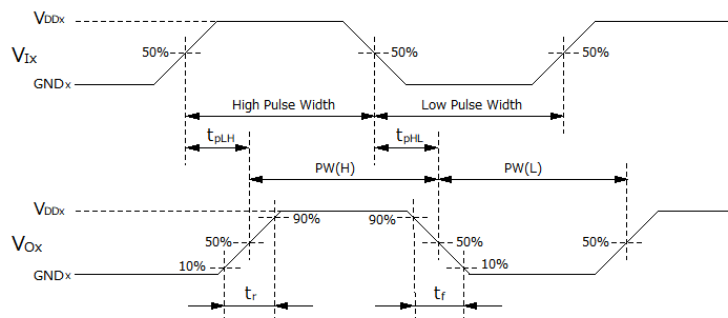 VDDx
VIx
50%
50%
50%
GNDx
High Pulse Width
Low Pulse Width
tpLH
tpHL
PW(H)
PW(L)
VDDx
90%
90%
VOx
50%
50%
50%
10%
10%
GNDx
tr
tf